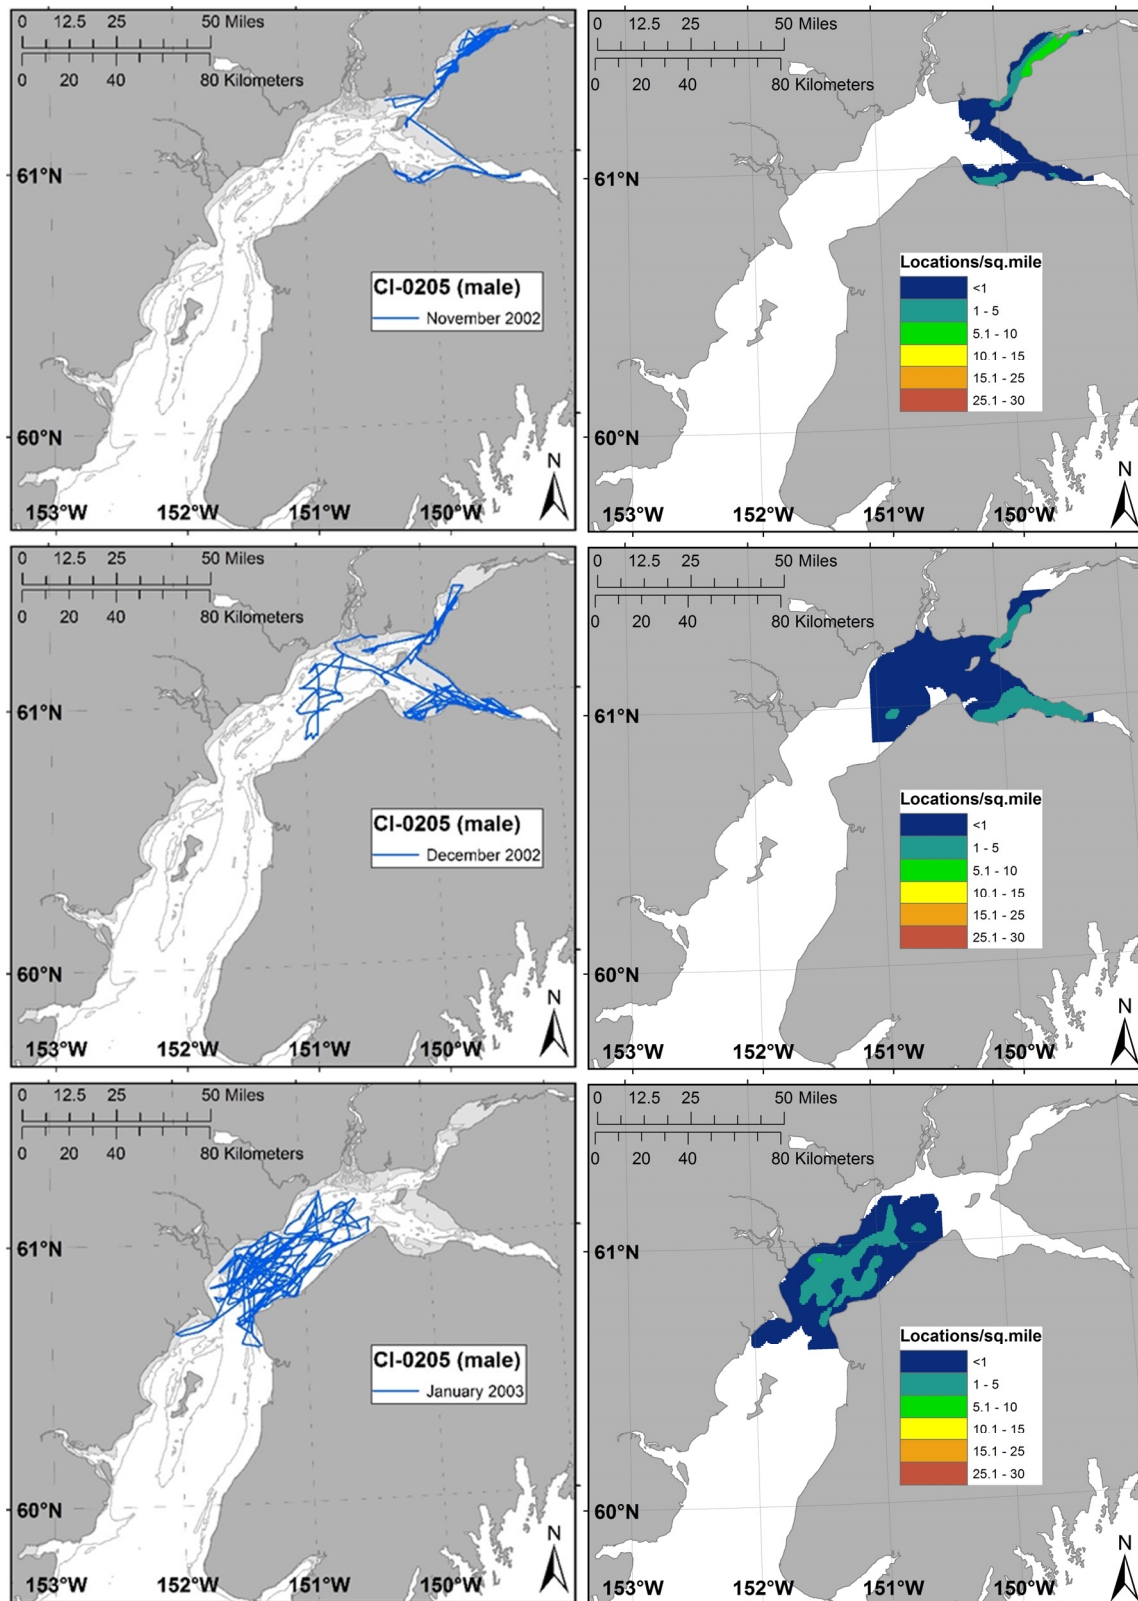 0 12.5 25 50 Miles
0 20 40 80 Kilometers
61°N
CI-0205 (male)
November 2002
60°N
N
153°W 152°W 151°W 150°W
0 12.5 25 50 Miles
0 20 40 80 Kilometers
61°N
Locations/sq.mile
<1
1 - 5
5.1 - 10
10.1 - 15
15.1 - 25
25.1 - 30
60°N
N
153°W 152°W 151°W 150°W
0 12.5 25 50 Miles
0 20 40 80 Kilometers
61°N
CI-0205 (male)
December 2002
60°N
N
153°W 152°W 151°W 150°W
0 12.5 25 50 Miles
0 20 40 80 Kilometers
61°N
Locations/sq.mile
<1
1 - 5
5.1 - 10
10.1 - 15
15.1 - 25
25.1 - 30
60°N
N
153°W 152°W 151°W 150°W
0 12.5 25 50 Miles
0 20 40 80 Kilometers
61°N
CI-0205 (male)
January 2003
60°N
N
153°W 152°W 151°W 150°W
0 12.5 25 50 Miles
0 20 40 80 Kilometers
61°N
Locations/sq.mile
<1
1 - 5
5.1 - 10
10.1 - 15
15.1 - 25
25.1 - 30
60°N
N
153°W 152°W 151°W 150°W